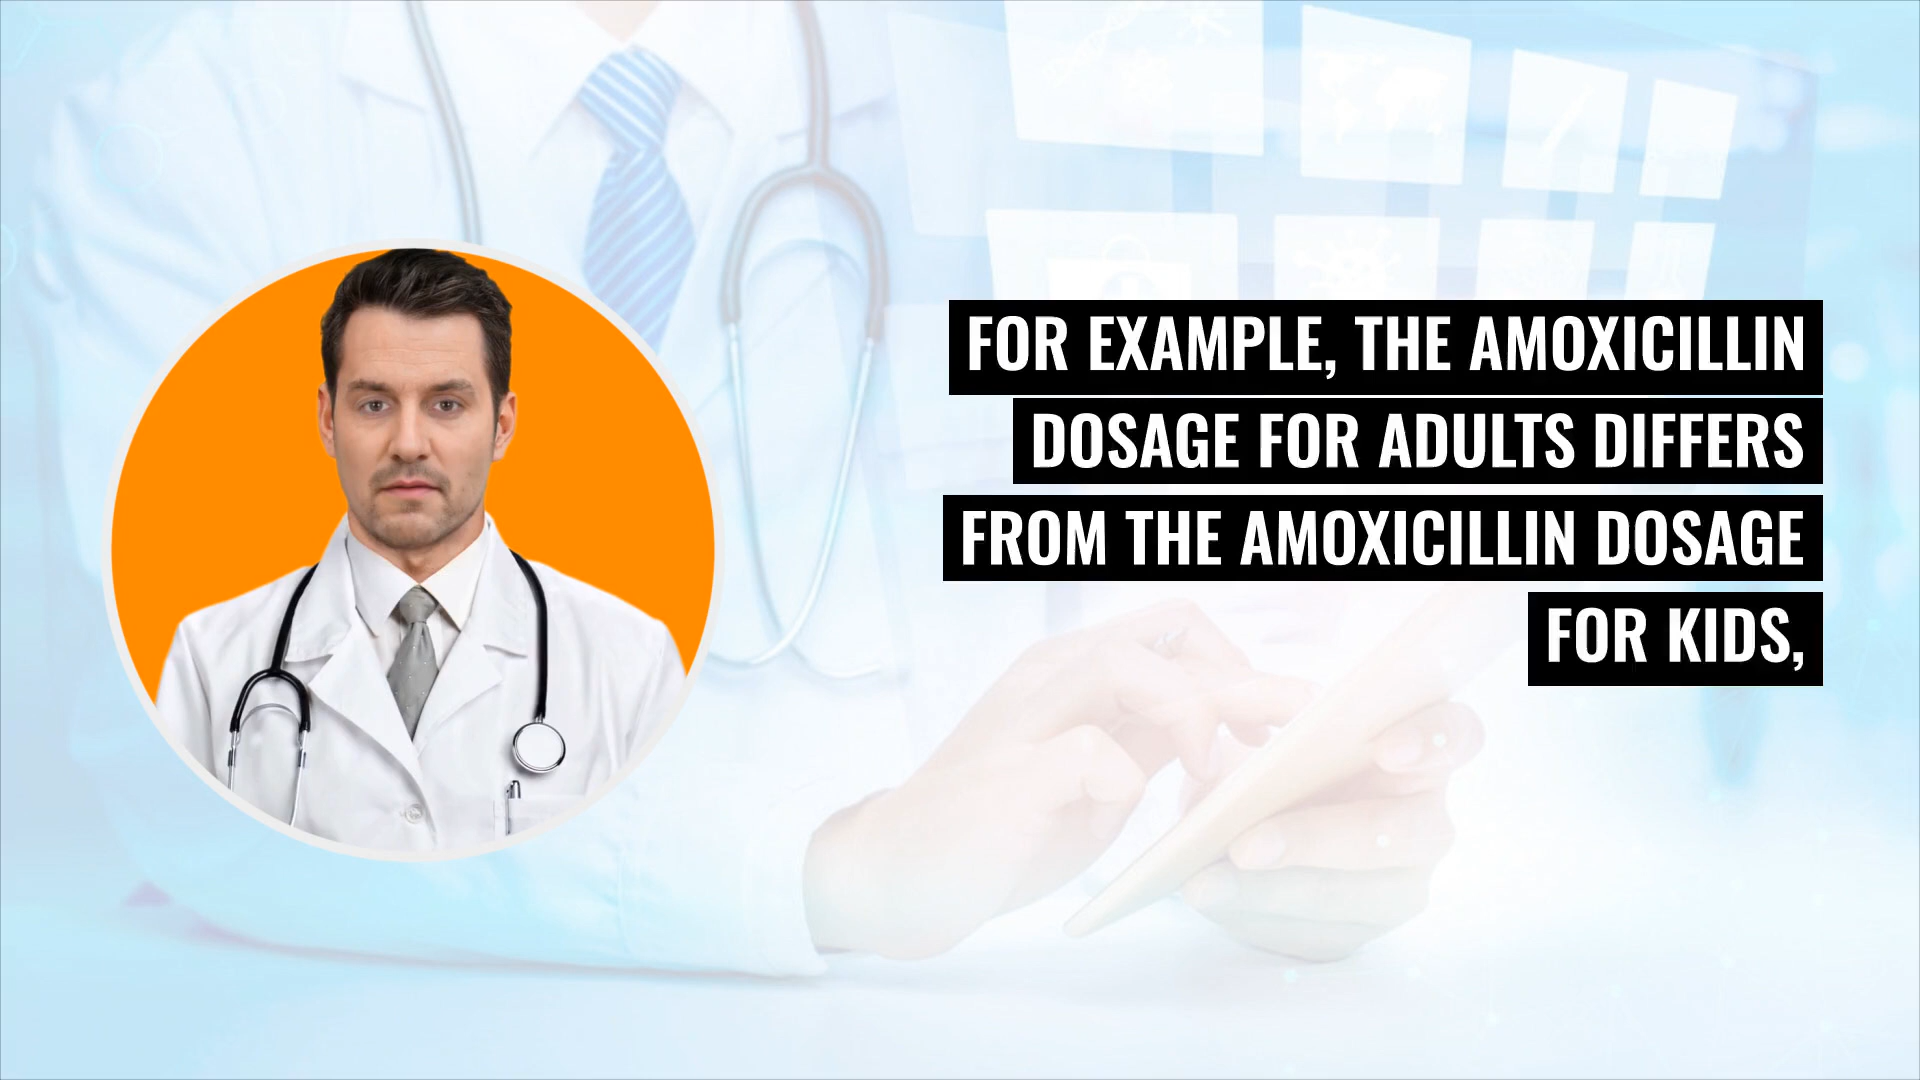 FOR EXAMPLE, THE AMOXICILLIN
DOSAGE FOR ADULTS DIFFERS
FROM THE AMOXICILLIN DOSAGE
FOR KIDS,